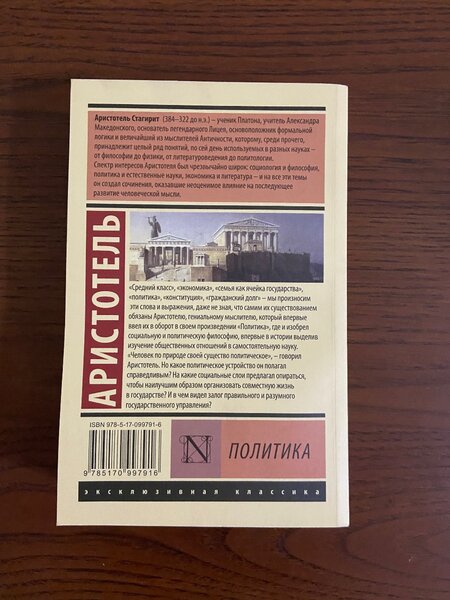 Аристотель Стагирит (384–322 до н.э.) – ученик Платона, учитель Александра
Македонского, основатель легендарного Лицея, основоположник формальной
логики и величайший из мыслителей Античности, которому, среди прочего,
принадлежит целый ряд понятий, по сей день используемых в разных науках –
от философии до физики, от литературоведения до политологии.
Спектр интересов Аристотеля был чрезвычайно широк: социология и философия,
политика и естественные науки, экономика и литература – и на все эти темы
он создал сочинения, оказавшие неоценимое влияние на последующее
развитие человеческой мысли.
АРИСТОТЕЛЬ
«Средний класс», «экономика», «семья как ячейка государства»,
«политика», «конституция», «гражданский долг» – мы произносим
эти слова и выражения, даже не зная, что самим их существованием
обязаны Аристотелю, гениальному мыслителю, который впервые
ввел их в оборот в своем произведении «Политика», где и изобрел
социальную и политическую философию, впервые в истории выделив
изучение общественных отношений в самостоятельную науку.
«Человек по природе своей существо политическое», – говорил
Аристотель. Но какое политическое устройство он полагал
справедливым? На какие социальные слои предлагал опираться,
чтобы наилучшим образом организовать совместную жизнь
в государстве? И в чем видел залог правильного и разумного
государственного управления?
ISBN 978-5-17-099791-6
9 785170 997916
N
ПОЛИТИКА
ЭКСКЛЮЗИВНАЯ КЛАССИКА